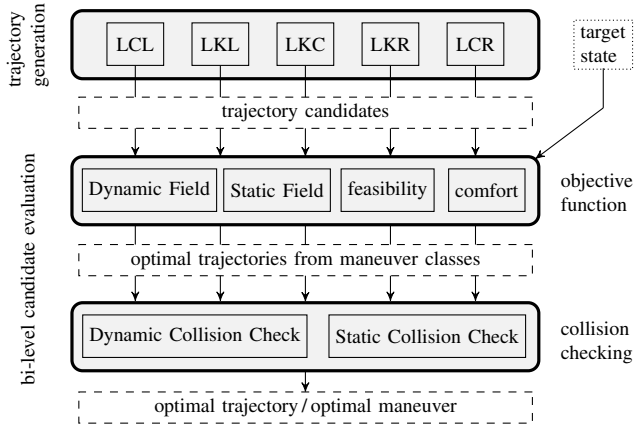 trajectory
generation
LCL LKL LKC LKR LCR
target
state
trajectory candidates
bi-level candidate evaluation
Dynamic Field Static Field feasibility comfort
objective
function
optimal trajectories from maneuver classes
Dynamic Collision Check Static Collision Check
collision
checking
optimal trajectory / optimal maneuver